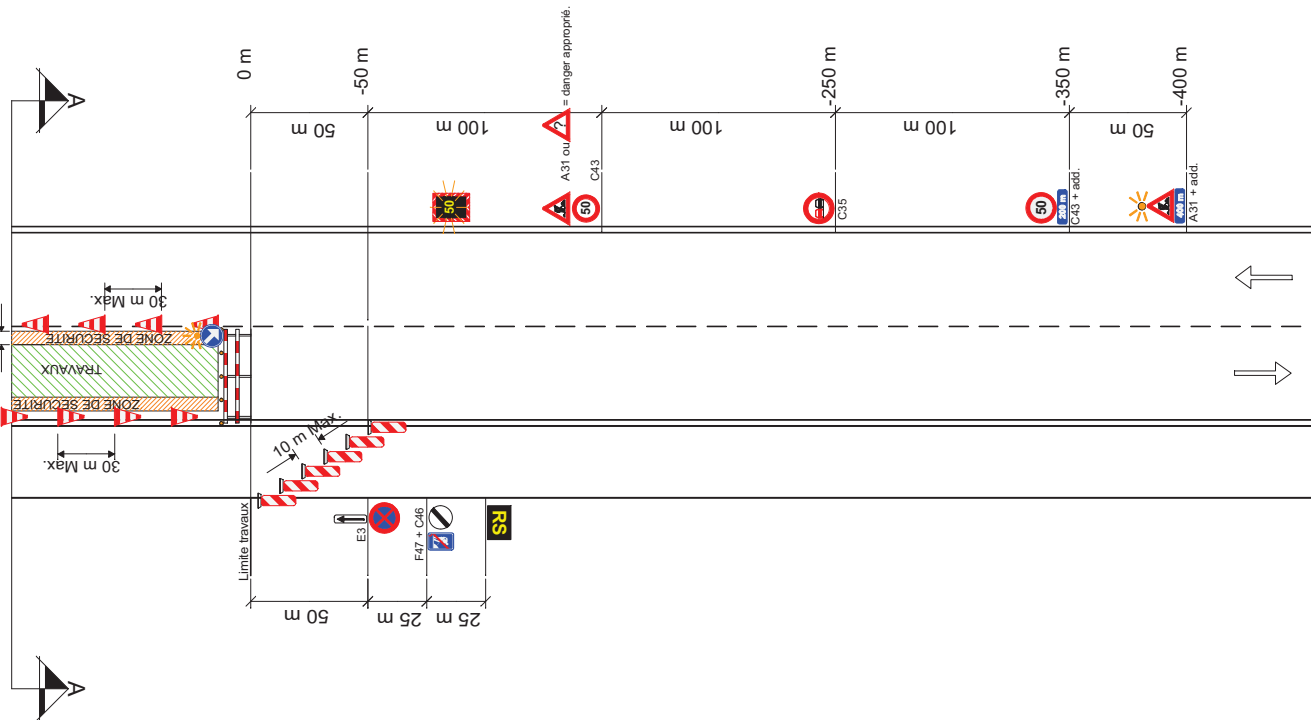 A
A
0 m
50 m
-50 m
30 m Max.
ZONE DE SECURITE
TRAVAUX
ZONE DE SECURITE
30 m Max.
10 m Max.
100 m
50
A31 ou
?
= danger approprié.
50
C43
100 m
-250 m
C35
100 m
50
C43 + add.
-350 m
50 m
400 m
A31 + add.
-400 m
Limite travaux
50 m
E3
25 m
F47 + C46
25 m
RS